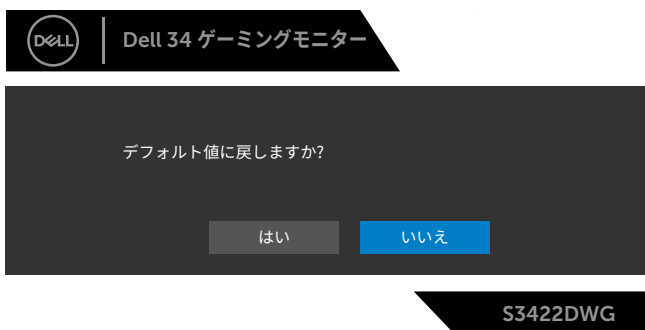 DELL
Dell 34 ゲーミングモニター
デフォルト値に戻しますか?
はい
いいえ
S3422DWG